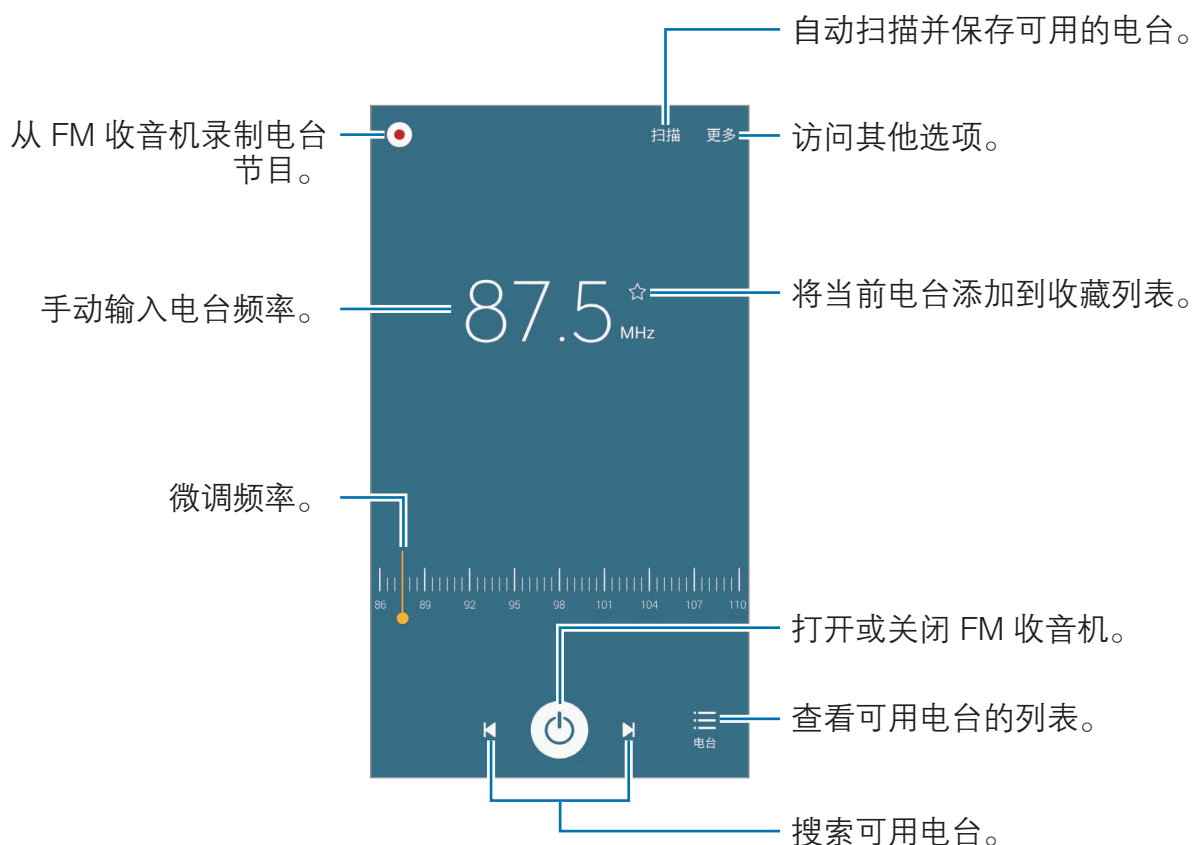 自动扫描并保存可用的电台。
从 FM 收音机录制电台
节目。
扫描 更多
访问其他选项。
手动输入电台频率。
87.5
MHz
将当前电台添加到收藏列表。
微调频率。
86 89 92 95 98 101 104 107 110
打开或关闭 FM 收音机。
电台
查看可用电台的列表。
搜索可用电台。